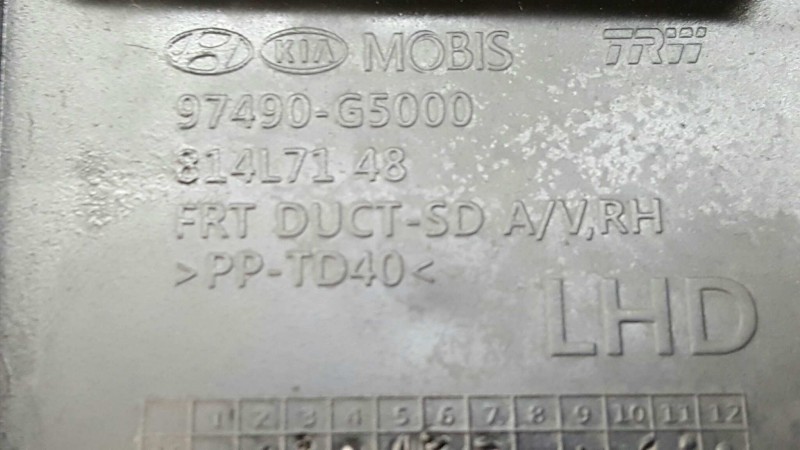 KIA MOBIS TRW
97490-G5000
814L71 48
FRT DUCT-SD A/V,RH
>PP-TD40<
LHD
1 2 3 4 5 6 7 8 9 10 11 12